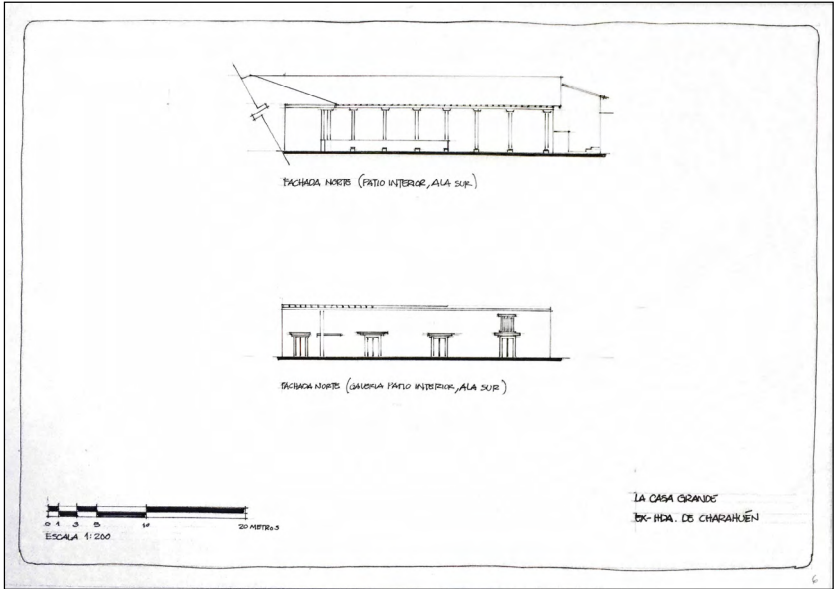 FACHADA NORTE (PATIO INTERIOR, ALA SUR)
FACHADA NORTE (GALERIA PATIO INTERIOR, ALA SUR)
0 1 3 5 10 20 METROS
ESCALA 1:200
LA CASA GRANDE
EX-HDA. DE CHARAHUÉN
6